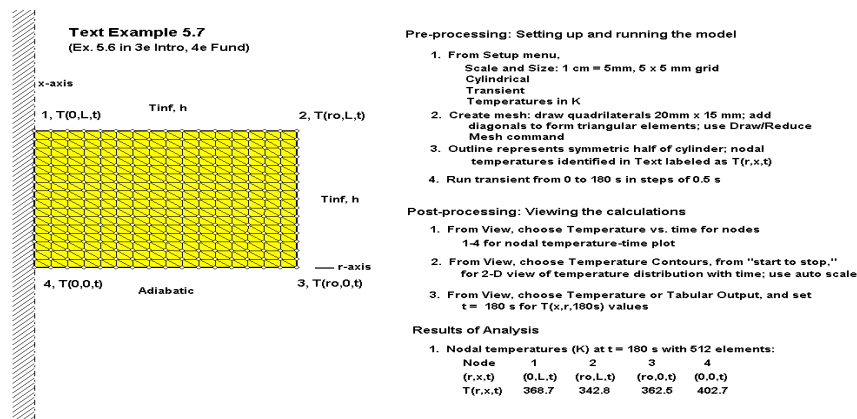 Text Example 5.7
(Ex. 5.6 in 3e Intro, 4e Fund)
x-axis
1, T(0,L,t)
Tinf, h
2, T(ro,L,t)
Tinf, h
r-axis
4, T(0,0,t)
Adiabatic
3, T(ro,0,t)
Pre-processing: Setting up and running the model
1. From Setup menu,
Scale and Size: 1 cm = 5mm, 5 x 5 mm grid
Cylindrical
Transient
Temperatures in K
2. Create mesh: draw quadrilaterals 20mm x 15 mm; add
diagonals to form triangular elements; use Draw/Reduce
Mesh command
3. Outline represents symmetric half of cylinder; nodal
temperatures identified in Text labeled as T(r,x,t)
4. Run transient from 0 to 180 s in steps of 0.5 s
Post-processing: Viewing the calculations
1. From View, choose Temperature vs. time for nodes
1-4 for nodal temperature-time plot
2. From View, choose Temperature Contours, from "start to stop,"
for 2-D view of temperature distribution with time; use auto scale
3. From View, choose Temperature or Tabular Output, and set
t = 180 s for T(x,r,180s) values
Results of Analysis
1. Nodal temperatures (K) at t = 180 s with 512 elements:
Node 1 2 3 4
(r,x,t) (0,L,t) (ro,L,t) (ro,0,t) (0,0,t)
T(r,x,t) 368.7 342.8 362.5 402.7